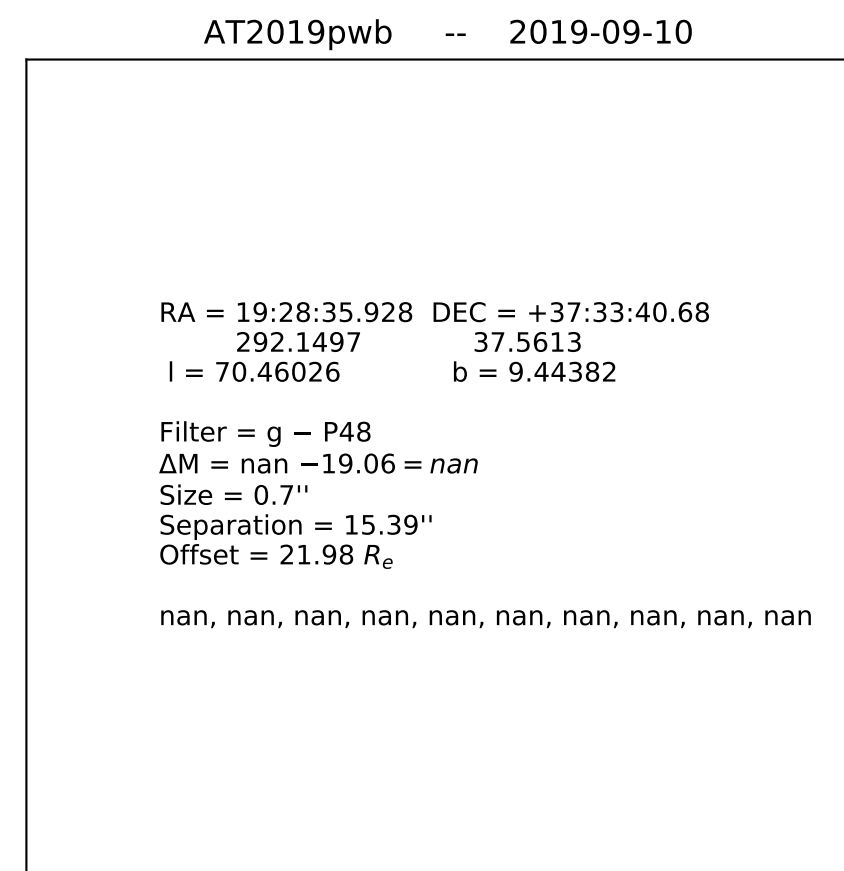 AT2019pwb -- 2019-09-10
RA = 19:28:35.928 DEC = +37:33:40.68
292.1497 37.5613
l = 70.46026 b = 9.44382
Filter = g − P48
ΔM = nan −19.06 = nan
Size = 0.7''
Separation = 15.39''
Offset = 21.98 Re
nan, nan, nan, nan, nan, nan, nan, nan, nan, nan